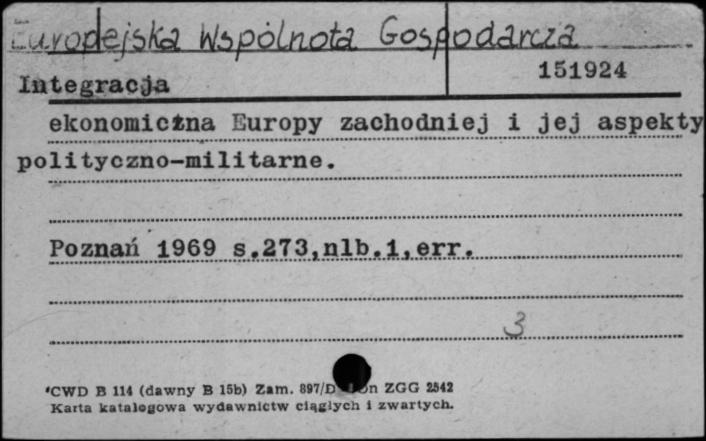 Europejska Wspólnota Gospodarcza
151924
Integracja
ekonomiczna Europy zachodniej i jej aspekty
polityczno-militarne.
Poznań 1969 s.273,nlb.1,err.
3
CWD B 114 (dawny B 15b) Zam. 897/D ZGG 2542
Karta katalogowa wydawnictw ciągłych i zwartych.